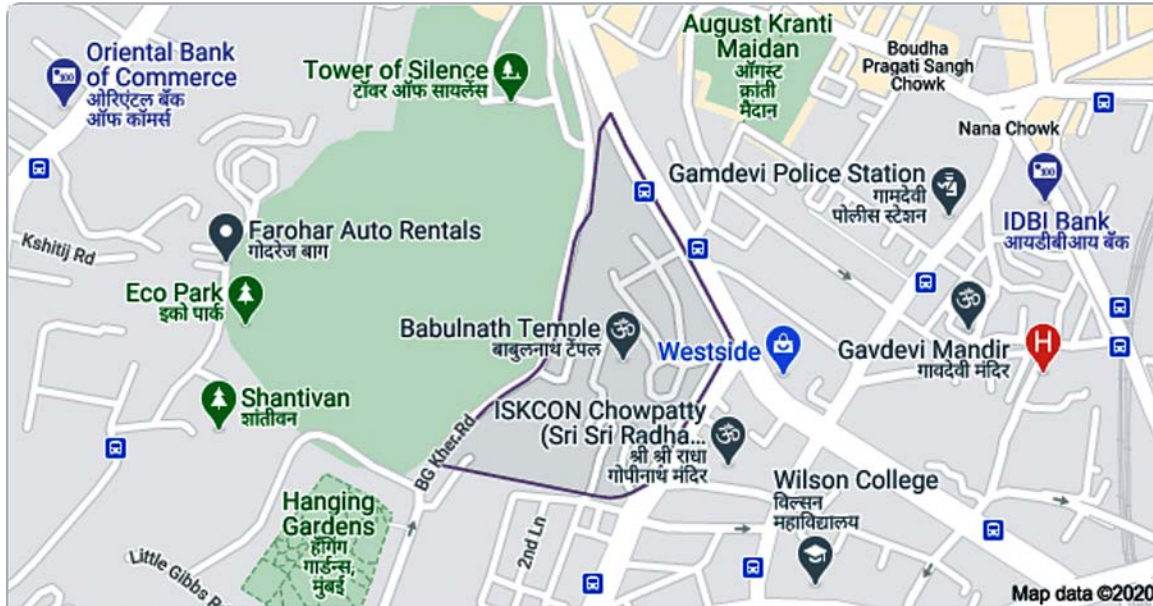 Oriental Bank
of Commerce
ओरिएंटल बॅक
ऑफ कॉमर्स
Tower of Silence
टॉवर ऑफ सायलेंस
August Kranti
Maidan
ऑगस्ट
क्रांती
मैदान
Boudha
Pragati Sangh
Chowk
Nana Chowk
Gamdevi Police Station
गामदेवी
पोलीस स्टेशन
IDBI Bank
आयडीबीआय बॅक
Kshitij Rd
Farohar Auto Rentals
गोदरेज बाग
Eco Park
इको पार्क
Babulnath Temple
बाबुलनाथ टेंपल
Westside
Gavdevi Mandir
गावदेवी मंदिर
H
Shantivan
शांतीवन
BG Kher Rd
ISKCON Chowpatty
(Sri Sri Radha...
श्री श्री राधा
गोपीनाथ मंदिर
Wilson College
विल्सन
महाविद्यालय
Hanging
Gardens
हँगिंग
गार्डन्स,
मुंबई
2nd Ln
Little Gibbs
Map data ©2020